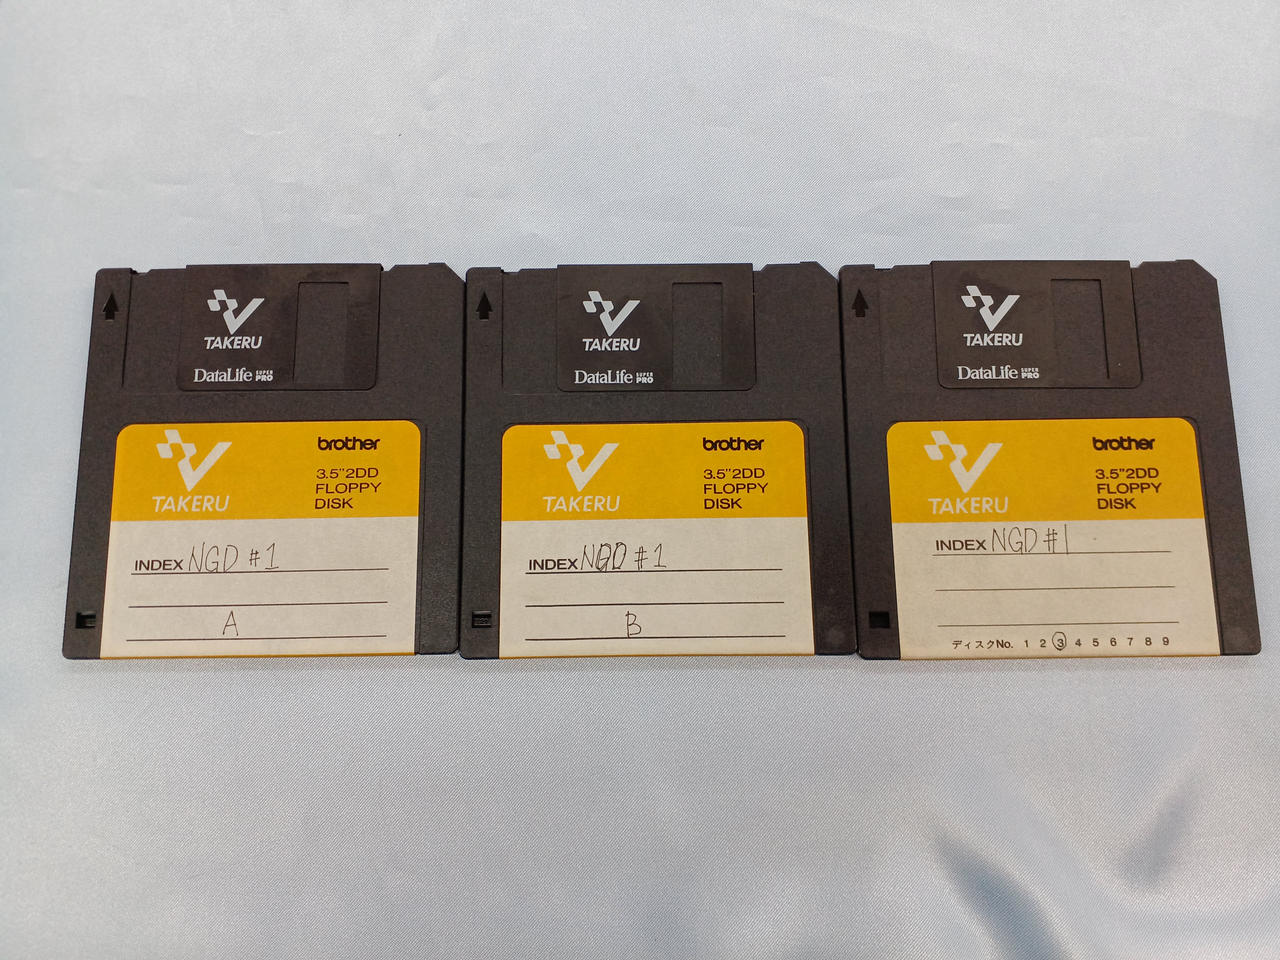 TAKERU
DataLife SUPER PRO
TAKERU
brother
3.5"2DD
FLOPPY
DISK
INDEX NGD #1
A
TAKERU
DataLife SUPER PRO
TAKERU
brother
3.5"2DD
FLOPPY
DISK
INDEX NGD #1
B
TAKERU
DataLife SUPER PRO
TAKERU
brother
3.5"2DD
FLOPPY
DISK
INDEX NGD #1
ディスクNo. 1 2 3 4 5 6 7 8 9